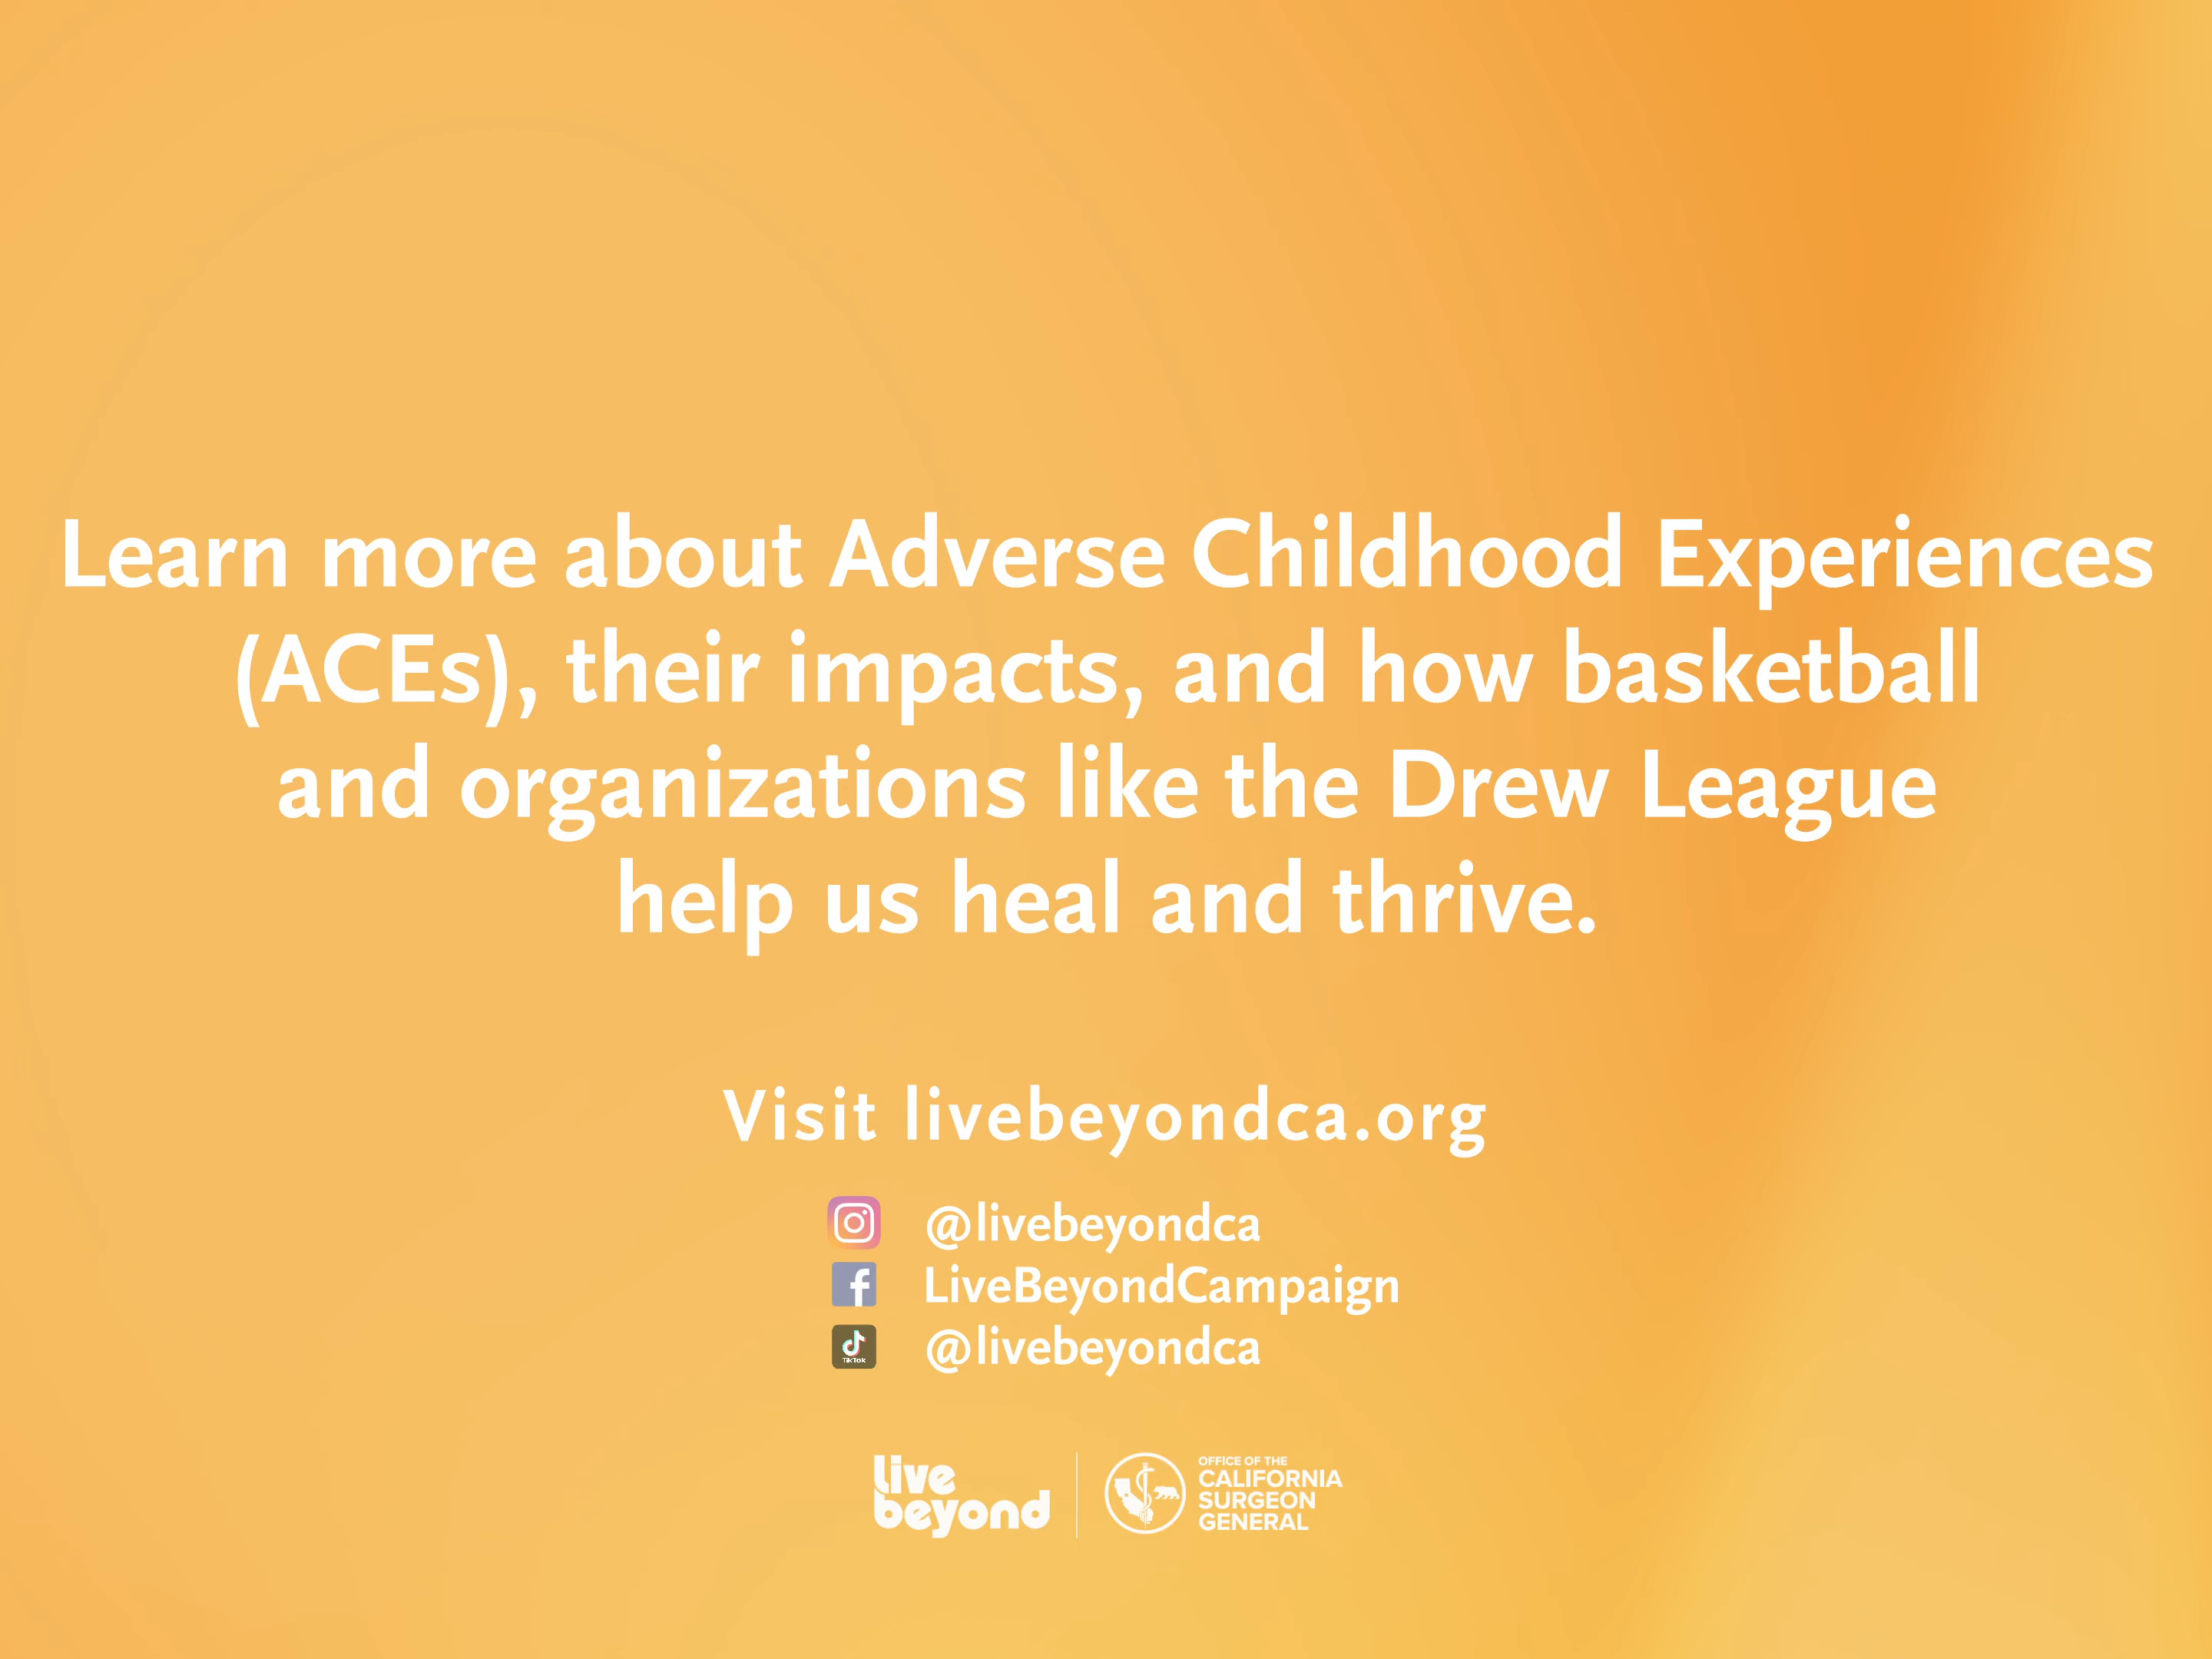 Learn more about Adverse Childhood Experiences
(ACEs), their impacts, and how basketball
and organizations like the Drew League
help us heal and thrive.
Visit livebeyondca.org
@livebeyondca
LiveBeyondCampaign
TikTok
@livebeyondca
live
beyond
OFFICE OF THE
CALIFORNIA
SURGEON
GENERAL